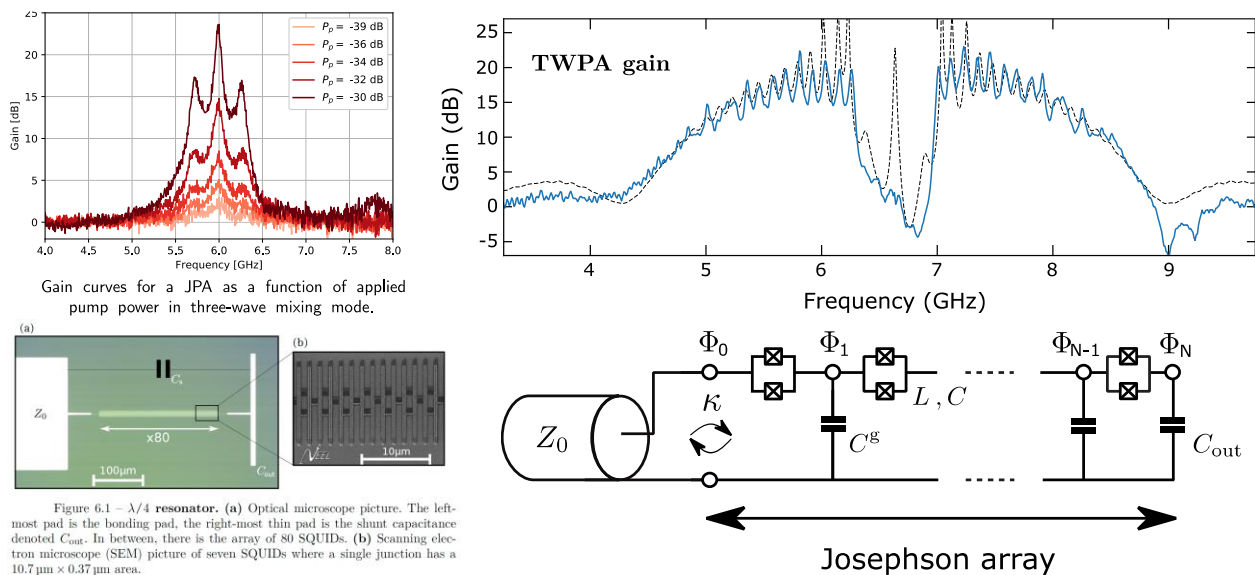 25
20
15
10
5
0
Gain [dB]
P_p = -39 dB
P_p = -36 dB
P_p = -34 dB
P_p = -32 dB
P_p = -30 dB
4.0 4.5 5.0 5.5 6.0 6.5 7.0 7.5 8.0
Frequency [GHz]
Gain curves for a JPA as a function of applied
pump power in three-wave mixing mode.
TWPA gain
25
20
15
10
5
0
−5
Gain (dB)
4 5 6 7 8 9
Frequency (GHz)
(a)
C_s
Z_0
x80
100µm
C_out
(b)
NEEL
10µm
Figure 6.1 – λ/4 resonator. (a) Optical microscope picture. The left-
most pad is the bonding pad, the right-most thin pad is the shunt capacitance
denoted C_out. In between, there is the array of 80 SQUIDs. (b) Scanning elec-
tron microscope (SEM) picture of seven SQUIDs where a single junction has a
10.7 µm × 0.37 µm area.
Φ_0 Φ_1 Φ_N-1 Φ_N
L , C
κ
Z_0
C^g
C_out
Josephson array